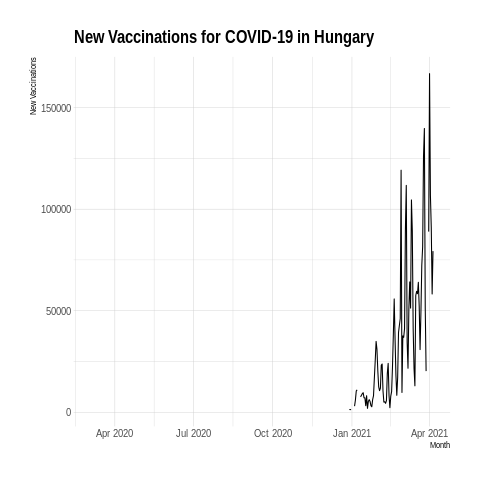 New Vaccinations for COVID-19 in Hungary
New Vaccinations
150000
100000
50000
0
Apr 2020 Jul 2020 Oct 2020 Jan 2021 Apr 2021
Month